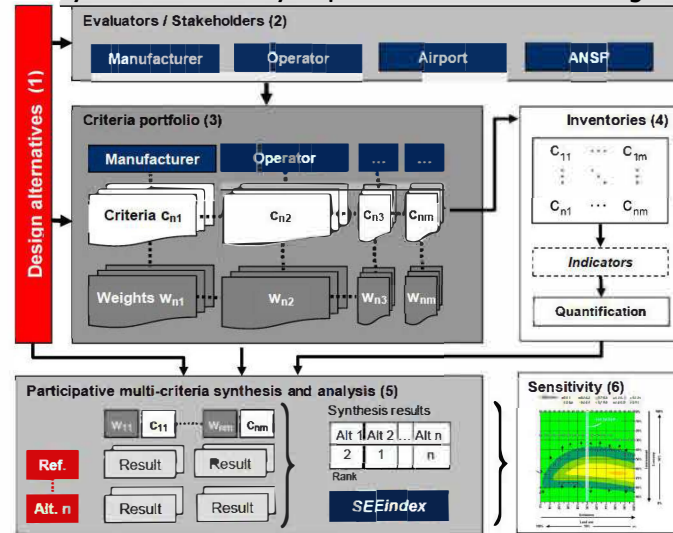 Evaluators / Stakeholders (2)
Manufacturer
Operator
Airport
ANSP
Design alternatives (1)
Criteria portfolio (3)
Manufacturer
Operator
...
...
Criteria cn1
cn2
cn3
cnm
Weights wn1
wn2
wn3
wnm
Inventories (4)
C11 ... C1m
Cn1 ... Cnm
Indicators
Quantification
Participative multi-criteria synthesis and analysis (5)
w11 c11
wnm cnm
Ref.
Result
Result
Alt. n
Result
Result
Synthesis results
Alt 1 Alt 2 ... Alt n
2 1 n
Rank
SEEindex
Sensitivity (6)